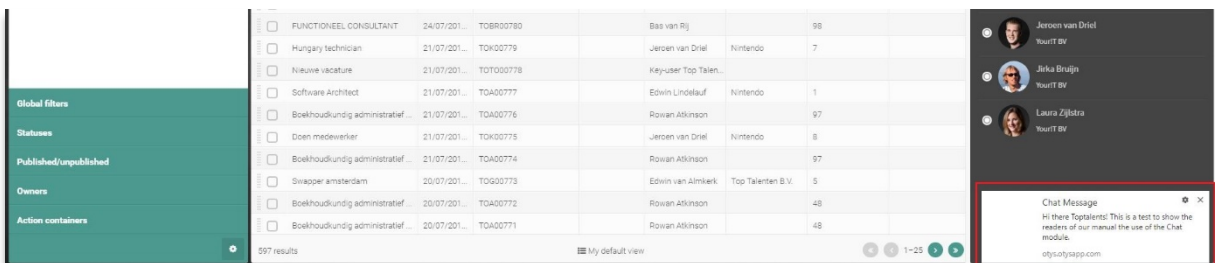 FUNCTIONEEL CONSULTANT 24/07/201... TOBR00780 Bas van Rij 98
Hungary technician 21/07/201... TOK00779 Jeroen van Driel Nintendo 7
Nieuwe vacature 21/07/201... TOTO00778 Key-user Top Talen...
Software Architect 21/07/201... TOA00777 Edwin Lindelauf Nintendo 1
Boekhoudkundig administratief ... 21/07/201... TOA00776 Rowan Atkinson 97
Doen medewerker 21/07/201... TOK00775 Jeroen van Driel Nintendo 8
Boekhoudkundig administratief ... 21/07/201... TOA00774 Rowan Atkinson 97
Swapper amsterdam 20/07/201... TOG00773 Edwin van Almkerk Top Talenten B.V. 5
Boekhoudkundig administratief ... 20/07/201... TOA00772 Rowan Atkinson 48
Boekhoudkundig administratief ... 20/07/201... TOA00771 Rowan Atkinson 48
597 results My default view 1–25
Global filters
Statuses
Published/unpublished
Owners
Action containers
Jeroen van Driel
YourIT BV
Jirka Bruijn
YourIT BV
Laura Zijlstra
YourIT BV
Chat Message
Hi there Toptalents! This is a test to show the
readers of our manual the use of the Chat
module.
otys.otysapp.com